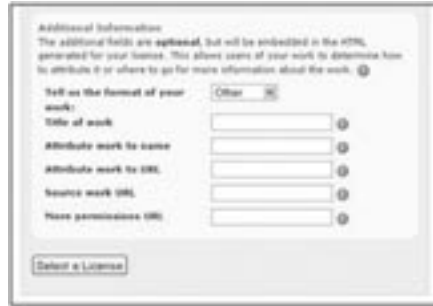 Additional Information
The additional fields are optional, but will be embedded in the HTML
generated for your license. This allows users of your work to determine how
to attribute it or where to go for more information about the work.
Tell us the format of your Other
work:
Title of work
Attribute work to name
Attribute work to URL
Source work URL
More permissions URL
Select a License